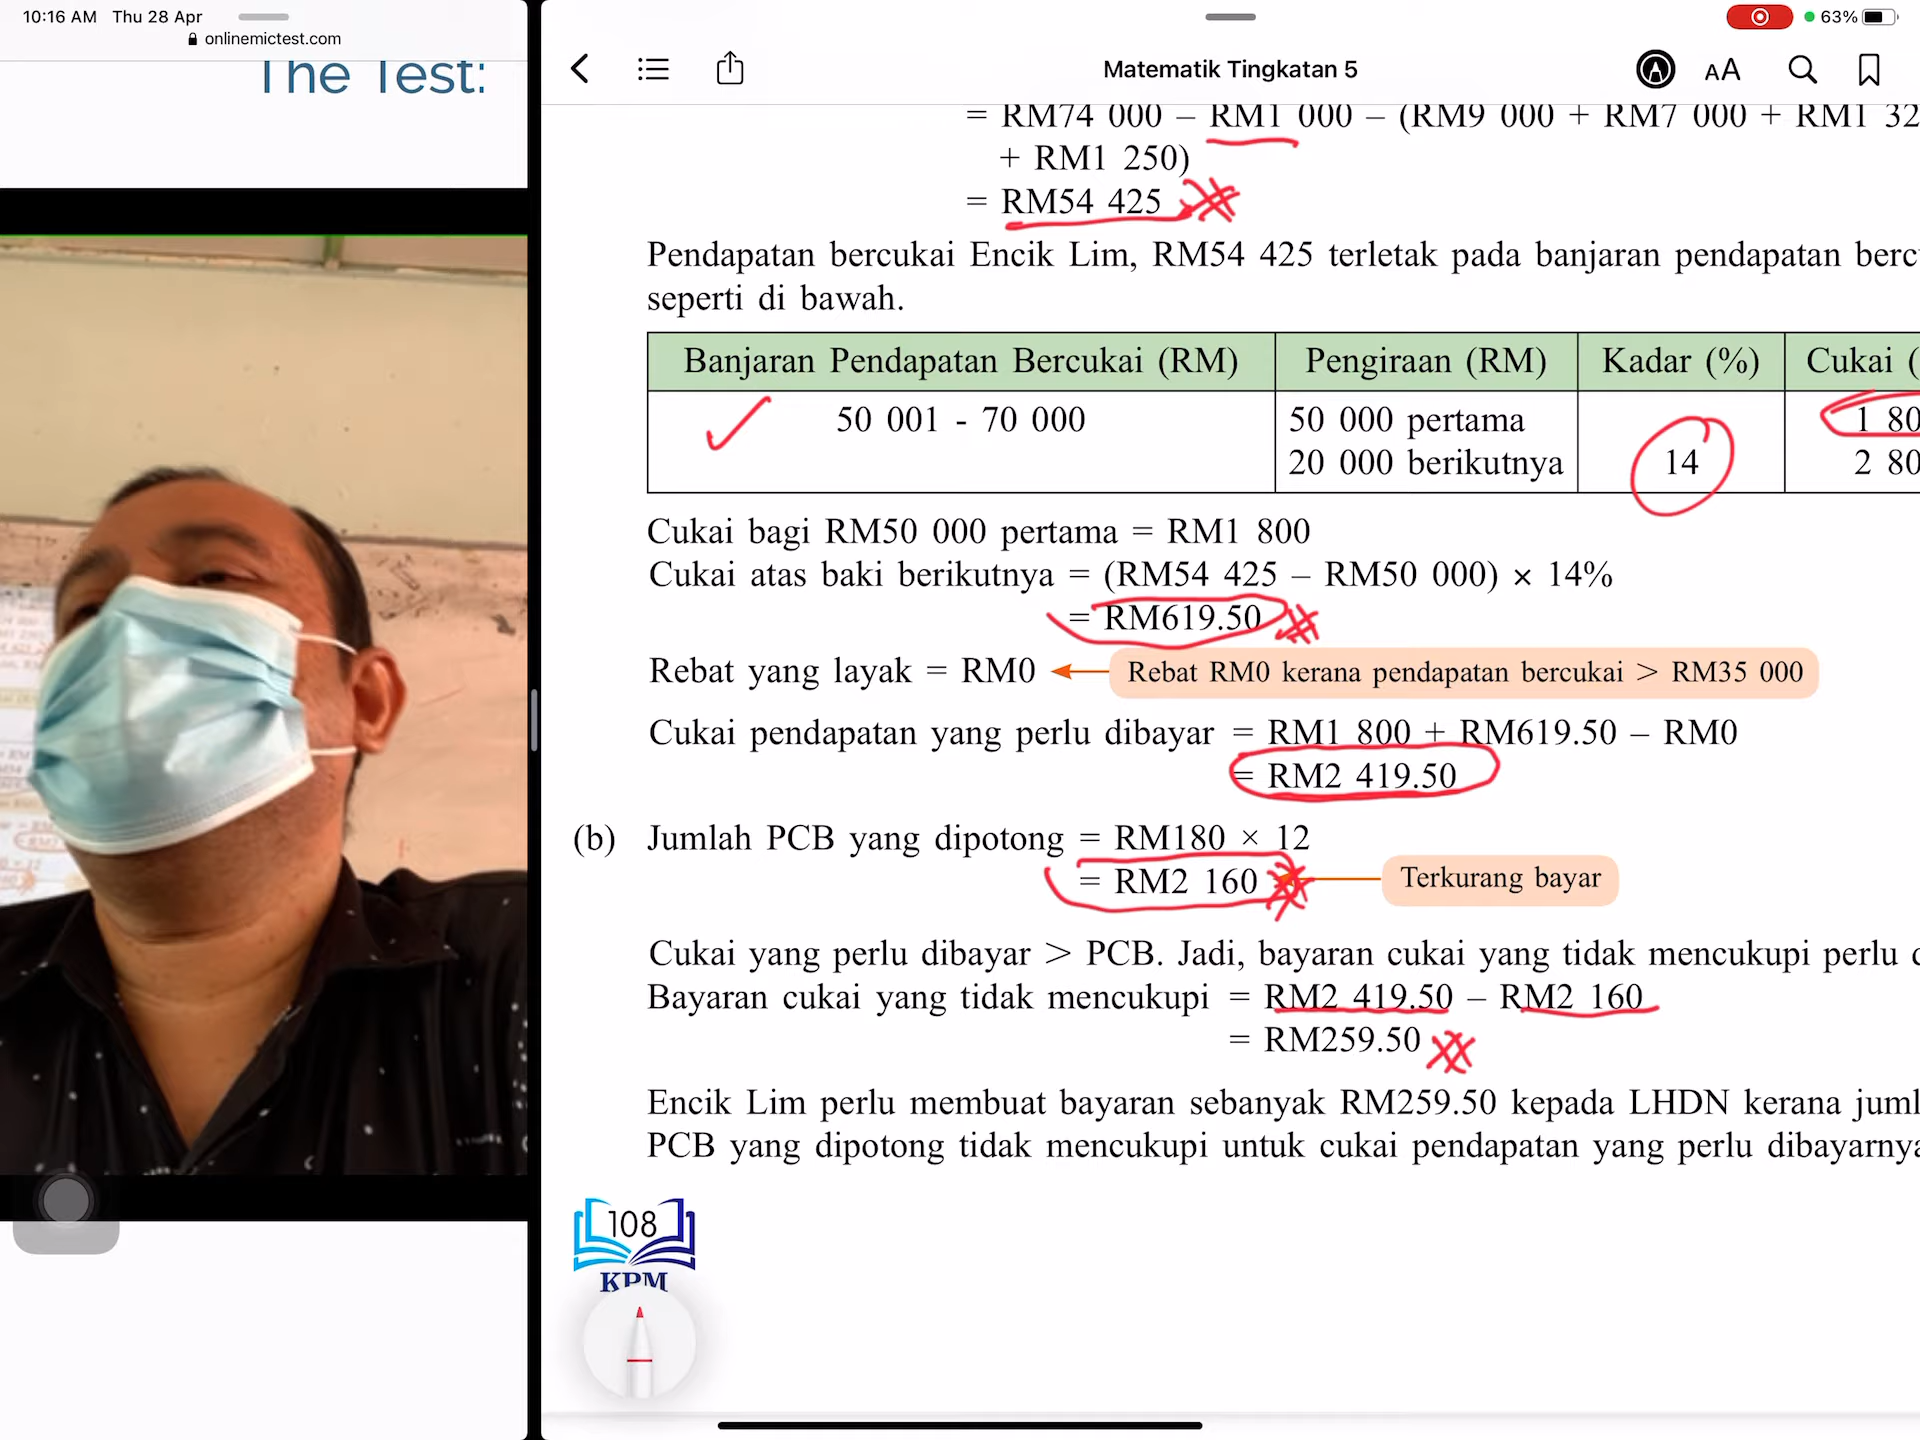 10:16 AM Thu 28 Apr
onlinemictest.com
The Test:
63%
Matematik Tingkatan 5
AA
= RM74 000 – RM1 000 – (RM9 000 + RM7 000 + RM1 32
+ RM1 250)
= RM54 425
Pendapatan bercukai Encik Lim, RM54 425 terletak pada banjaran pendapatan berc
seperti di bawah.
Banjaran Pendapatan Bercukai (RM) Pengiraan (RM) Kadar (%) Cukai (
50 001 - 70 000 50 000 pertama 1 80
20 000 berikutnya 14 2 80
Cukai bagi RM50 000 pertama = RM1 800
Cukai atas baki berikutnya = (RM54 425 – RM50 000) × 14%
= RM619.50
Rebat yang layak = RM0 Rebat RM0 kerana pendapatan bercukai > RM35 000
Cukai pendapatan yang perlu dibayar = RM1 800 + RM619.50 – RM0
= RM2 419.50
(b) Jumlah PCB yang dipotong = RM180 × 12
= RM2 160 Terkurang bayar
Cukai yang perlu dibayar > PCB. Jadi, bayaran cukai yang tidak mencukupi perlu
Bayaran cukai yang tidak mencukupi = RM2 419.50 – RM2 160
= RM259.50
Encik Lim perlu membuat bayaran sebanyak RM259.50 kepada LHDN kerana juml
PCB yang dipotong tidak mencukupi untuk cukai pendapatan yang perlu dibayarny
108
KPM